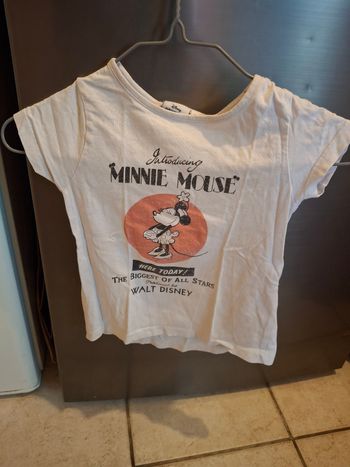 Introducing
"MINNIE MOUSE"
HERE TODAY!
THE BIGGEST OF ALL STARS
WALT DISNEY